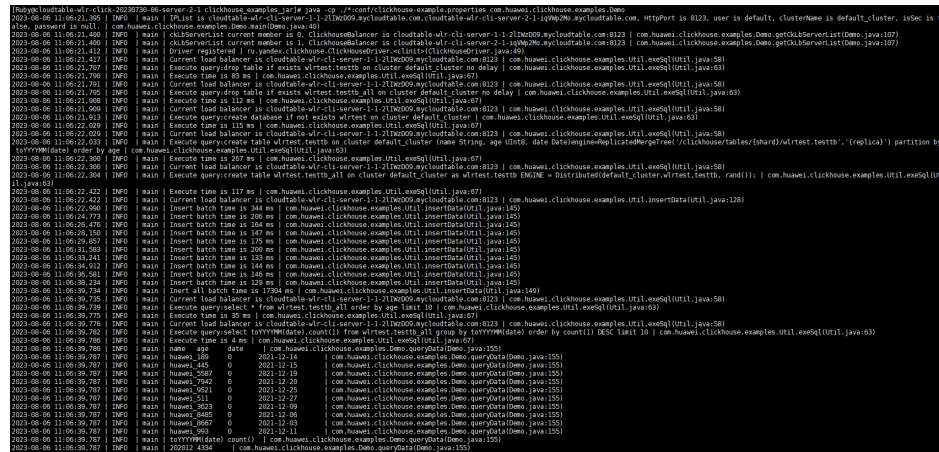 [Ruby@cloudtable-wlr-click-20230730-06-server-2-1 clickhouse_examples_jar]# java -cp ./*:conf/clickhouse-example.properties com.huawei.clickhouse.examples.Demo
2023-08-06 11:06:21,395 | INFO | main | IPList is cloudtable-wlr-cli-server-1-1-2lIWzDO9.mycloudtable.com, cloudtable-wlr-cli-server-2-1-iqVWp2Mo.mycloudtable.com, HttpPort is 8123, user is default, clusterName is default_cluster, isSec is f
alse, password is null. | com.huawei.clickhouse.examples.Demo.main(Demo.java:40)
2023-08-06 11:06:21,400 | INFO | main | ckLbServerList current member is 0, ClickhouseBalancer is cloudtable-wlr-cli-server-1-1-2lIWzDO9.mycloudtable.com:8123 | com.huawei.clickhouse.examples.Demo.getCkLbServerList(Demo.java:107)
2023-08-06 11:06:21,400 | INFO | main | ckLbServerList current member is 1, ClickhouseBalancer is cloudtable-wlr-cli-server-2-1-iqVWp2Mo.mycloudtable.com:8123 | com.huawei.clickhouse.examples.Demo.getCkLbServerList(Demo.java:107)
2023-08-06 11:06:21,412 | INFO | main | Driver registered | ru.yandex.clickhouse.ClickHouseDriver.<clinit>(ClickHouseDriver.java:49)
2023-08-06 11:06:21,417 | INFO | main | Current load balancer is cloudtable-wlr-cli-server-1-1-2lIWzDO9.mycloudtable.com:8123 | com.huawei.clickhouse.examples.Util.exeSql(Util.java:58)
2023-08-06 11:06:21,707 | INFO | main | Execute query:drop table if exists wlrtest.testtb on cluster default_cluster no delay | com.huawei.clickhouse.examples.Util.exeSql(Util.java:63)
2023-08-06 11:06:21,790 | INFO | main | Execute time is 83 ms | com.huawei.clickhouse.examples.Util.exeSql(Util.java:67)
2023-08-06 11:06:21,791 | INFO | main | Current load balancer is cloudtable-wlr-cli-server-1-1-2lIWzDO9.mycloudtable.com:8123 | com.huawei.clickhouse.examples.Util.exeSql(Util.java:58)
2023-08-06 11:06:21,795 | INFO | main | Execute query:drop table if exists wlrtest.testtb_all on cluster default_cluster no delay | com.huawei.clickhouse.examples.Util.exeSql(Util.java:63)
2023-08-06 11:06:21,908 | INFO | main | Execute time is 112 ms | com.huawei.clickhouse.examples.Util.exeSql(Util.java:67)
2023-08-06 11:06:21,909 | INFO | main | Current load balancer is cloudtable-wlr-cli-server-1-1-2lIWzDO9.mycloudtable.com:8123 | com.huawei.clickhouse.examples.Util.exeSql(Util.java:58)
2023-08-06 11:06:21,913 | INFO | main | Execute query:create database if not exists wlrtest on cluster default_cluster | com.huawei.clickhouse.examples.Util.exeSql(Util.java:63)
2023-08-06 11:06:22,029 | INFO | main | Execute time is 115 ms | com.huawei.clickhouse.examples.Util.exeSql(Util.java:67)
2023-08-06 11:06:22,029 | INFO | main | Current load balancer is cloudtable-wlr-cli-server-1-1-2lIWzDO9.mycloudtable.com:8123 | com.huawei.clickhouse.examples.Util.exeSql(Util.java:58)
2023-08-06 11:06:22,033 | INFO | main | Execute query:create table wlrtest.testtb on cluster default_cluster (name String, age UInt8, date Date)engine=ReplicatedMergeTree('/clickhouse/tables/{shard}/wlrtest.testtb','{replica}') partition by
toYYYYMM(date) order by age | com.huawei.clickhouse.examples.Util.exeSql(Util.java:63)
2023-08-06 11:06:22,300 | INFO | main | Execute time is 267 ms | com.huawei.clickhouse.examples.Util.exeSql(Util.java:67)
2023-08-06 11:06:22,300 | INFO | main | Current load balancer is cloudtable-wlr-cli-server-1-1-2lIWzDO9.mycloudtable.com:8123 | com.huawei.clickhouse.examples.Util.exeSql(Util.java:58)
2023-08-06 11:06:22,304 | INFO | main | Execute query:create table wlrtest.testtb_all on cluster default_cluster as wlrtest.testtb ENGINE = Distributed(default_cluster,wlrtest,testtb, rand()); | com.huawei.clickhouse.examples.Util.exeSql(Ut
il.java:63)
2023-08-06 11:06:22,422 | INFO | main | Execute time is 117 ms | com.huawei.clickhouse.examples.Util.exeSql(Util.java:67)
2023-08-06 11:06:22,422 | INFO | main | Current load balancer is cloudtable-wlr-cli-server-1-1-2lIWzDO9.mycloudtable.com:8123 | com.huawei.clickhouse.examples.Util.insertData(Util.java:128)
2023-08-06 11:06:22,990 | INFO | main | Insert batch time is 344 ms | com.huawei.clickhouse.examples.Util.insertData(Util.java:145)
2023-08-06 11:06:24,773 | INFO | main | Insert batch time is 206 ms | com.huawei.clickhouse.examples.Util.insertData(Util.java:145)
2023-08-06 11:06:26,476 | INFO | main | Insert batch time is 164 ms | com.huawei.clickhouse.examples.Util.insertData(Util.java:145)
2023-08-06 11:06:28,150 | INFO | main | Insert batch time is 147 ms | com.huawei.clickhouse.examples.Util.insertData(Util.java:145)
2023-08-06 11:06:29,857 | INFO | main | Insert batch time is 175 ms | com.huawei.clickhouse.examples.Util.insertData(Util.java:145)
2023-08-06 11:06:31,583 | INFO | main | Insert batch time is 200 ms | com.huawei.clickhouse.examples.Util.insertData(Util.java:145)
2023-08-06 11:06:33,241 | INFO | main | Insert batch time is 133 ms | com.huawei.clickhouse.examples.Util.insertData(Util.java:145)
2023-08-06 11:06:34,912 | INFO | main | Insert batch time is 144 ms | com.huawei.clickhouse.examples.Util.insertData(Util.java:145)
2023-08-06 11:06:36,581 | INFO | main | Insert batch time is 146 ms | com.huawei.clickhouse.examples.Util.insertData(Util.java:145)
2023-08-06 11:06:38,234 | INFO | main | Insert batch time is 129 ms | com.huawei.clickhouse.examples.Util.insertData(Util.java:145)
2023-08-06 11:06:39,734 | INFO | main | Inert all batch time is 17304 ms | com.huawei.clickhouse.examples.Util.insertData(Util.java:149)
2023-08-06 11:06:39,735 | INFO | main | Current load balancer is cloudtable-wlr-cli-server-1-1-2lIWzDO9.mycloudtable.com:8123 | com.huawei.clickhouse.examples.Util.exeSql(Util.java:58)
2023-08-06 11:06:39,739 | INFO | main | Execute query:select * from wlrtest.testtb_all order by age limit 10 | com.huawei.clickhouse.examples.Util.exeSql(Util.java:63)
2023-08-06 11:06:39,775 | INFO | main | Execute time is 35 ms | com.huawei.clickhouse.examples.Util.exeSql(Util.java:67)
2023-08-06 11:06:39,776 | INFO | main | Current load balancer is cloudtable-wlr-cli-server-1-1-2lIWzDO9.mycloudtable.com:8123 | com.huawei.clickhouse.examples.Util.exeSql(Util.java:58)
2023-08-06 11:06:39,782 | INFO | main | Execute query:select toYYYYMM(date),count(1) from wlrtest.testtb_all group by toYYYYMM(date) order by count(1) DESC limit 10 | com.huawei.clickhouse.examples.Util.exeSql(Util.java:63)
2023-08-06 11:06:39,786 | INFO | main | Execute time is 4 ms | com.huawei.clickhouse.examples.Util.exeSql(Util.java:67)
2023-08-06 11:06:39,786 | INFO | main | name age date | com.huawei.clickhouse.examples.Demo.queryData(Demo.java:155)
2023-08-06 11:06:39,787 | INFO | main | huawei_189 0 2021-12-14 | com.huawei.clickhouse.examples.Demo.queryData(Demo.java:155)
2023-08-06 11:06:39,787 | INFO | main | huawei_445 0 2021-12-15 | com.huawei.clickhouse.examples.Demo.queryData(Demo.java:155)
2023-08-06 11:06:39,787 | INFO | main | huawei_5587 0 2021-12-19 | com.huawei.clickhouse.examples.Demo.queryData(Demo.java:155)
2023-08-06 11:06:39,787 | INFO | main | huawei_7942 0 2021-12-20 | com.huawei.clickhouse.examples.Demo.queryData(Demo.java:155)
2023-08-06 11:06:39,787 | INFO | main | huawei_9521 0 2021-12-25 | com.huawei.clickhouse.examples.Demo.queryData(Demo.java:155)
2023-08-06 11:06:39,787 | INFO | main | huawei_511 0 2021-12-27 | com.huawei.clickhouse.examples.Demo.queryData(Demo.java:155)
2023-08-06 11:06:39,787 | INFO | main | huawei_3623 0 2021-12-09 | com.huawei.clickhouse.examples.Demo.queryData(Demo.java:155)
2023-08-06 11:06:39,787 | INFO | main | huawei_8485 0 2021-12-06 | com.huawei.clickhouse.examples.Demo.queryData(Demo.java:155)
2023-08-06 11:06:39,787 | INFO | main | huawei_8667 0 2021-12-03 | com.huawei.clickhouse.examples.Demo.queryData(Demo.java:155)
2023-08-06 11:06:39,787 | INFO | main | huawei_993 0 2021-12-11 | com.huawei.clickhouse.examples.Demo.queryData(Demo.java:155)
2023-08-06 11:06:39,787 | INFO | main | toYYYYMM(date) count() | com.huawei.clickhouse.examples.Demo.queryData(Demo.java:155)
2023-08-06 11:06:39,787 | INFO | main | 202012 4334 | com.huawei.clickhouse.examples.Demo.queryData(Demo.java:155)